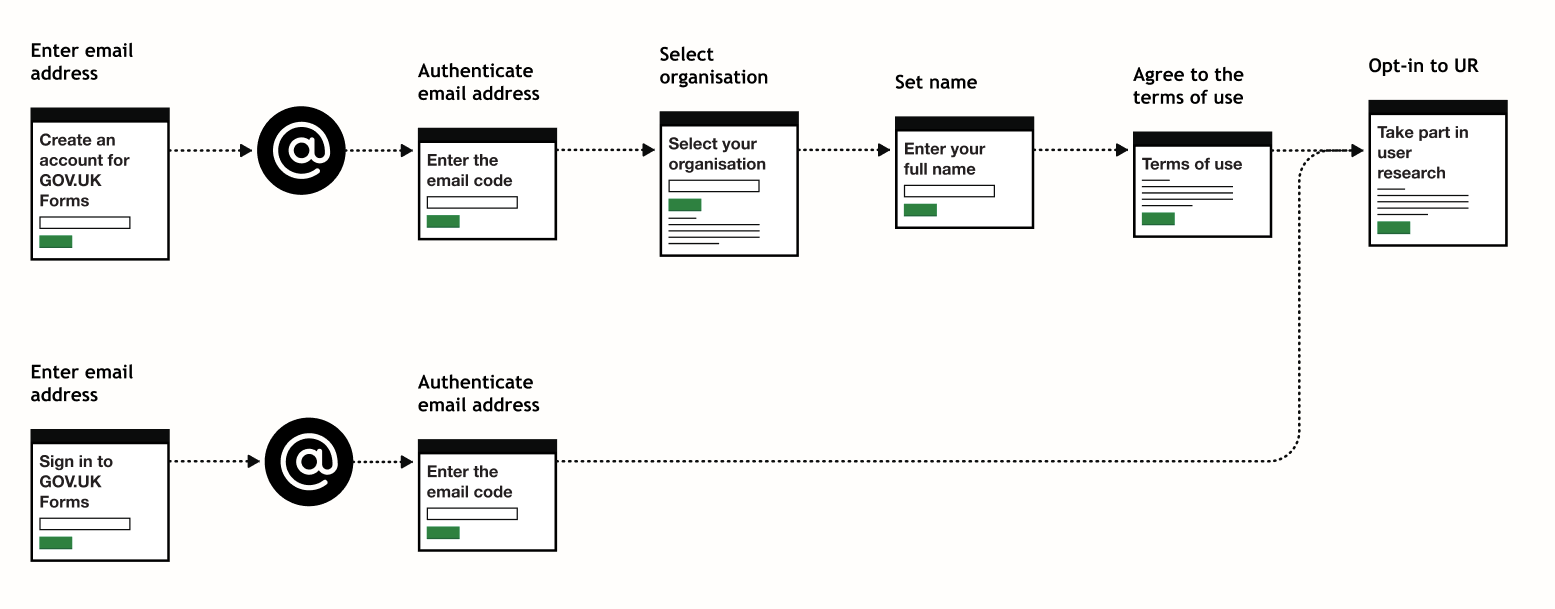 Enter email
address
Authenticate
email address
Select
organisation
Set name
Agree to the
terms of use
Opt-in to UR
Create an
account for
GOV.UK
Forms
@
Enter the
email code
Select your
organisation
Enter your
full name
Terms of use
Take part in
user
research
Enter email
address
Authenticate
email address
Sign in to
GOV.UK
Forms
@
Enter the
email code